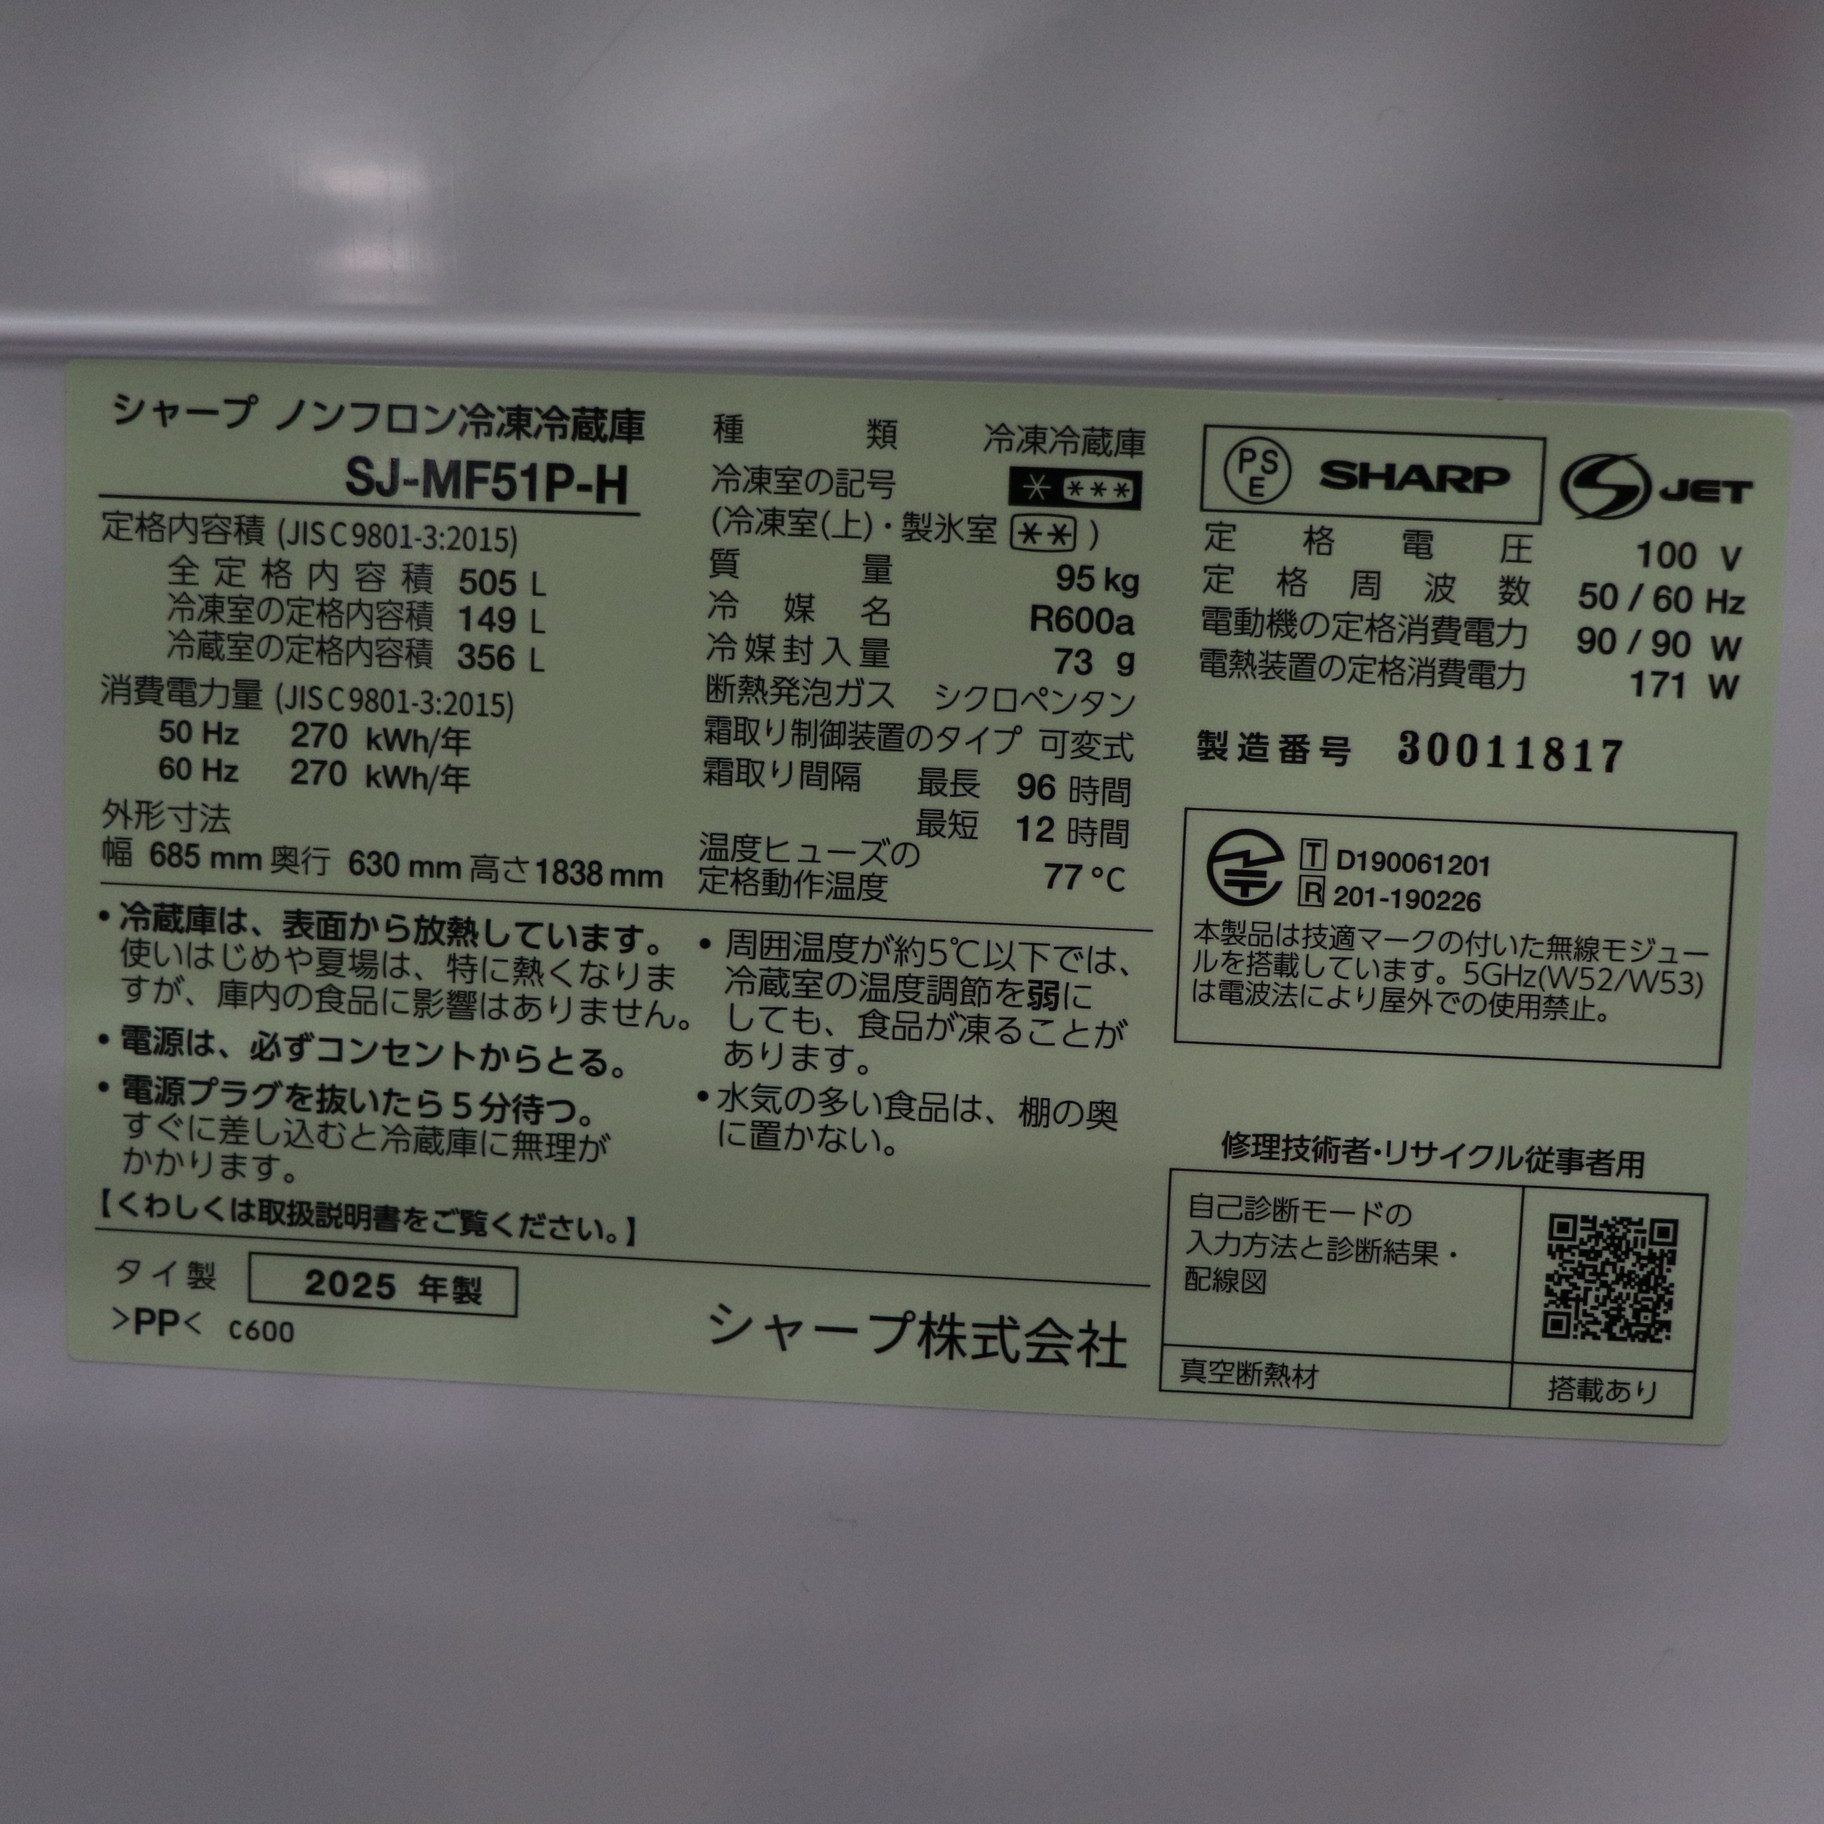 シャープ ノンフロン冷凍冷蔵庫
SJ-MF51P-H
定格内容積 (JIS C 9801-3:2015)
全定格内容積 505 L
冷凍室の定格内容積 149 L
冷蔵室の定格内容積 356 L
消費電力量 (JIS C 9801-3:2015)
50 Hz 270 kWh/年
60 Hz 270 kWh/年
外形寸法
幅 685 mm 奥行 630 mm 高さ 1838 mm
種類 冷凍冷蔵庫
冷凍室の記号 * ***
(冷凍室(上)・製氷室 ** )
質量 95 kg
冷媒名 R600a
冷媒封入量 73 g
断熱発泡ガス シクロペンタン
霜取り制御装置のタイプ 可変式
霜取り間隔 最長 96 時間
最短 12 時間
温度ヒューズの
定格動作温度 77 °C
PSE SHARP JET
定格電圧 100 V
定格周波数 50 / 60 Hz
電動機の定格消費電力 90 / 90 W
電熱装置の定格消費電力 171 W
製造番号 30011817
T D190061201
R 201-190226
本製品は技適マークの付いた無線モジュー
ルを搭載しています。5GHz(W52/W53)
は電波法により屋外での使用禁止。
•冷蔵庫は、表面から放熱しています。
使いはじめや夏場は、特に熱くなりま
すが、庫内の食品に影響はありません。
•電源は、必ずコンセントからとる。
•電源プラグを抜いたら5分待つ。
すぐに差し込むと冷蔵庫に無理が
かかります。
【くわしくは取扱説明書をご覧ください。】
•周囲温度が約5℃以下では、
冷蔵室の温度調節を弱に
しても、食品が凍ることが
あります。
•水気の多い食品は、棚の奥
に置かない。
タイ製 2025 年製
>PP< C600
シャープ株式会社
修理技術者・リサイクル従事者用
自己診断モードの
入力方法と診断結果・
配線図
真空断熱材 搭載あり